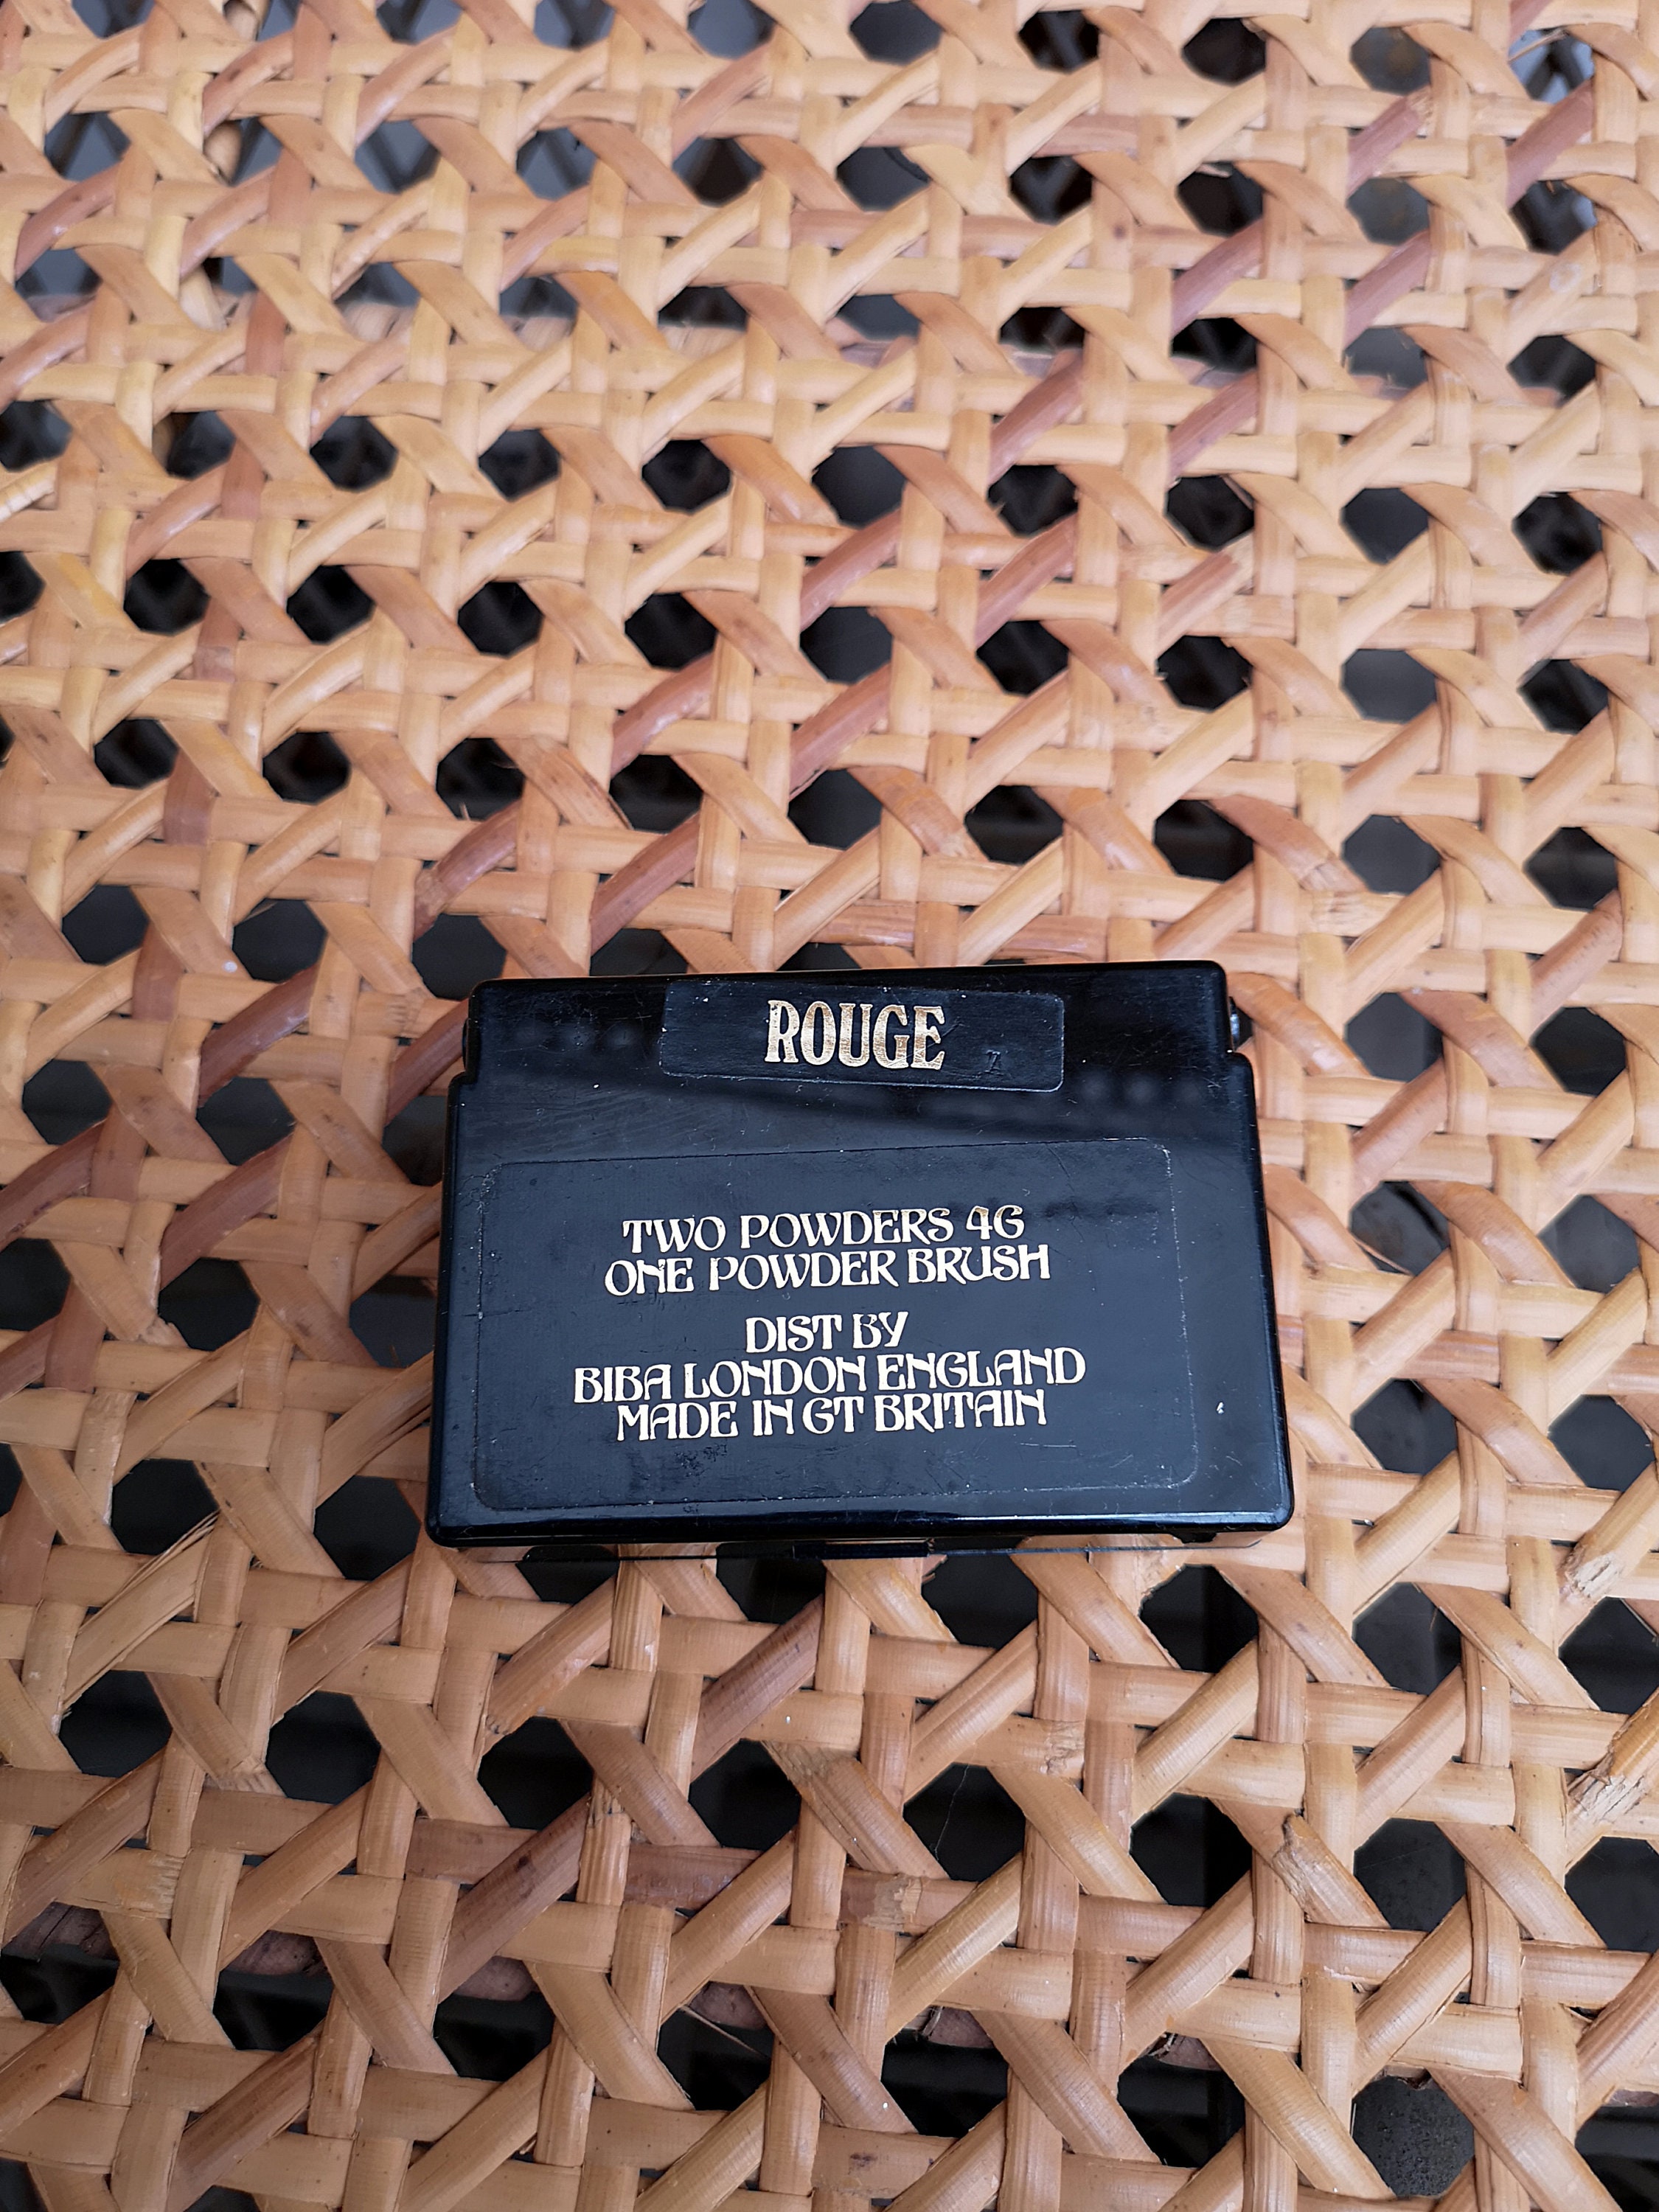 ROUGE
TWO POWDERS 4G
ONE POWDER BRUSH
DIST BY
BIBA LONDON ENGLAND
MADE IN GT BRITAIN